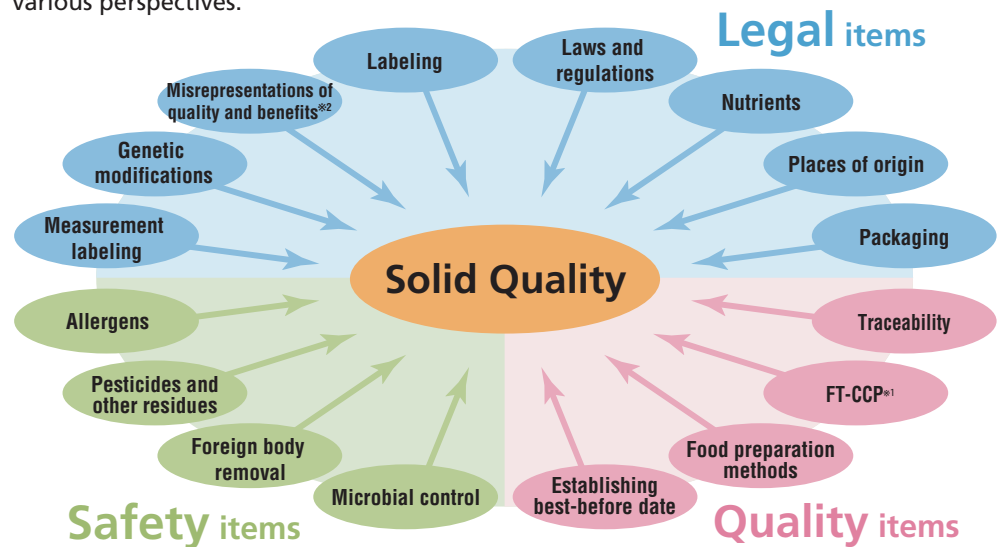 various perspectives.
Legal items
Labeling
Laws and
regulations
Misrepresentations of
quality and benefits※2
Nutrients
Genetic
modifications
Places of origin
Measurement
labeling
Packaging
Solid Quality
Allergens
Traceability
Pesticides and
other residues
FT-CCP※1
Foreign body
removal
Food preparation
methods
Microbial control
Establishing
best-before date
Safety items
Quality items